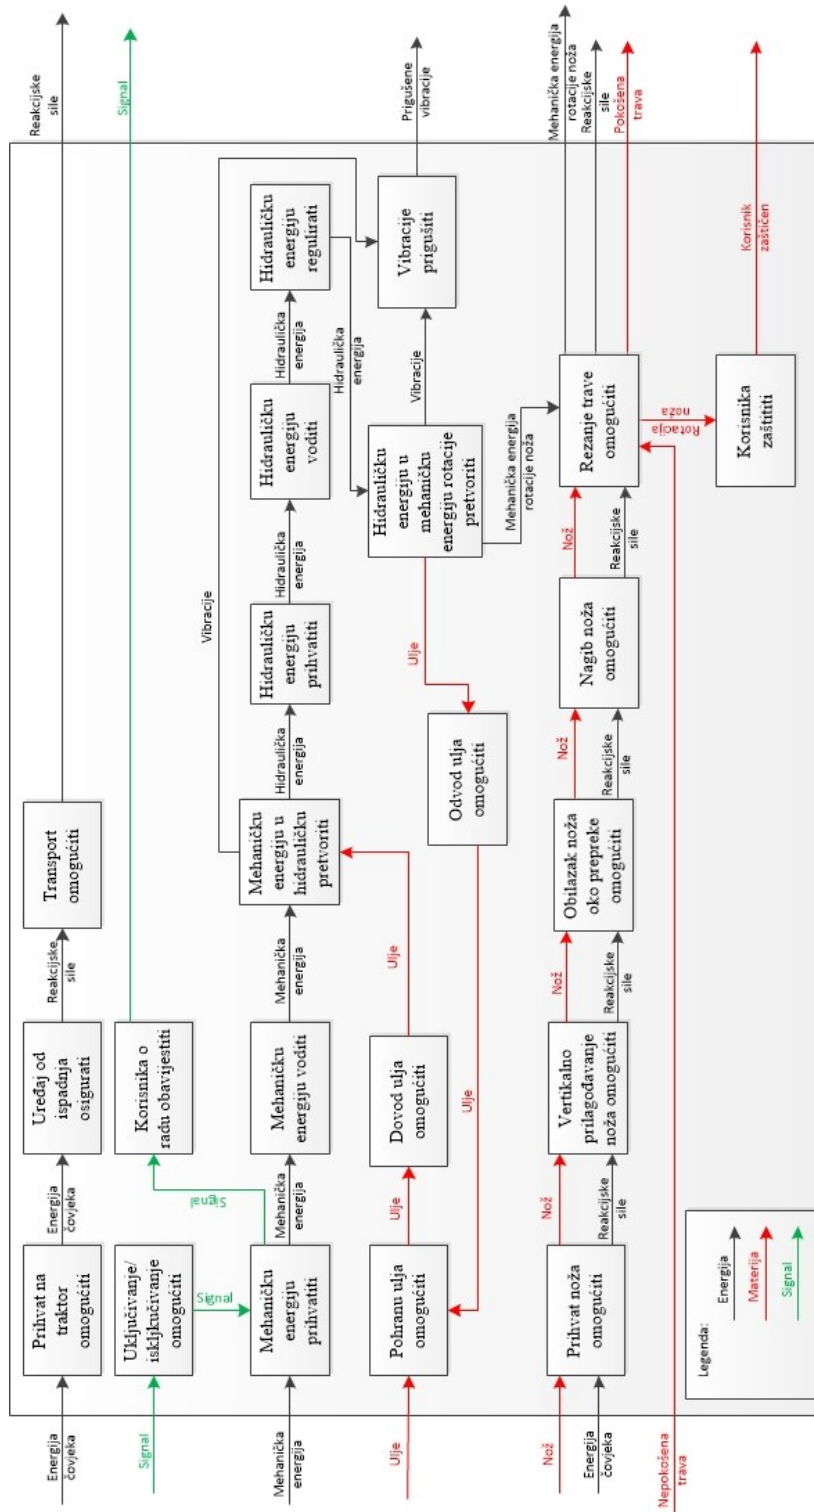 Energija
čovjeka
Prihvat na
traktor
omogućiti
Energija
čovjeka
Uređaj od
ispadnja
osigurati
Reakcijske
sile
Transport
omogućiti
Reakcijske
sile
Signal
Uključivanje/
iskljkučivanje
omogućiti
Signal
Signal
Korisnika o
radu obavijestiti
Signal
Mehanička
energija
Mehaničku
energiju
prihvatiti
Mehanička
energija
Mehaničku
energiju voditi
Mehanička
energija
Mehaničku
energiju u
hidrauličku
pretvoriti
Vibracije
Hidraulička
energija
Hidrauličku
energiju
prihvatiti
Hidraulička
energija
Hidrauličku
energiju
voditi
Hidraulička
energija
Hidrauličku
energiju
regulirati
Hidraulička
energija
Ulje
Pohranu ulja
omogućiti
Ulje
Dovod ulja
omogućiti
Ulje
Ulje
Odvod ulja
omogućiti
Ulje
Hidrauličku
energiju u
mehaničku
energiju rotacije
pretvoriti
Vibracije
Vibracije
prigušiti
Prigušene
vibracije
Mehanička energija
rotacije noža
Nož
Energija
čovjeka
Prihvat noža
omogućiti
Nož
Reakcijske
sile
Vertikalno
prilagođavanje
noža omogućiti
Nož
Reakcijske
sile
Obilazak noža
oko prepreke
omogućiti
Nož
Reakcijske
sile
Nagib noža
omogućiti
Nož
Reakcijske
sile
Rezanje trave
omogućiti
Mehanička energija
rotacije noža
Reakcijske
sile
Pokošena
trava
Nepokošena
trava
Rotacija
noža
Korisnika
zaštititi
Korisnik
zaštićen
Legenda:
Energija
Materija
Signal